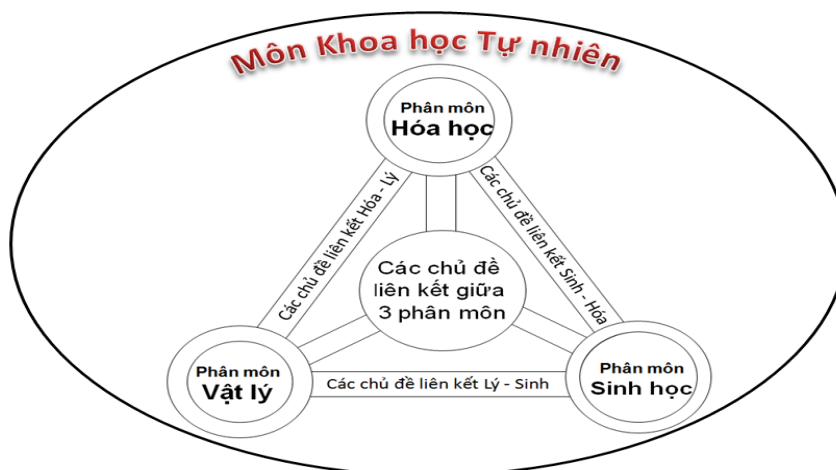 Môn Khoa học Tự nhiên
Phân môn
Hóa học
Các chủ đề liên kết Hóa - Lý
Các chủ đề liên kết Sinh - Hóa
Các chủ đề
liên kết giữa
3 phân môn
Phân môn
Vật lý
Các chủ đề liên kết Lý - Sinh
Phân môn
Sinh học